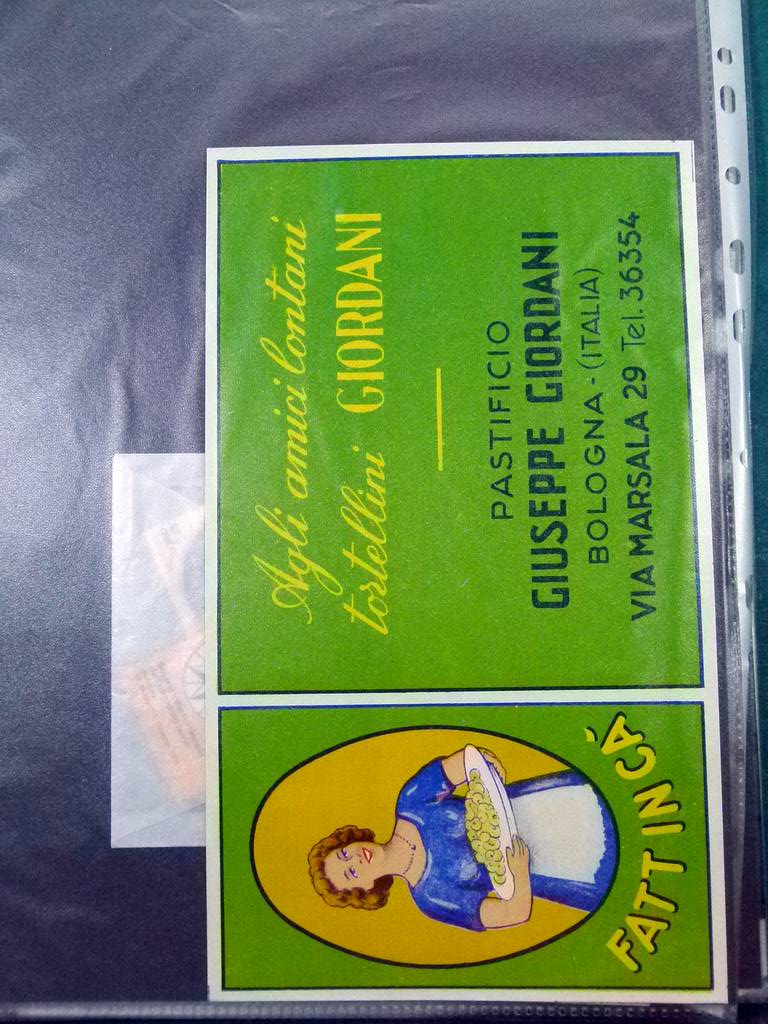 FATT IN CÀ
Agli amici lontani
tortellini GIORDANI
PASTIFICIO
GIUSEPPE GIORDANI
BOLOGNA - (ITALIA)
VIA MARSALA 29 Tel. 36354